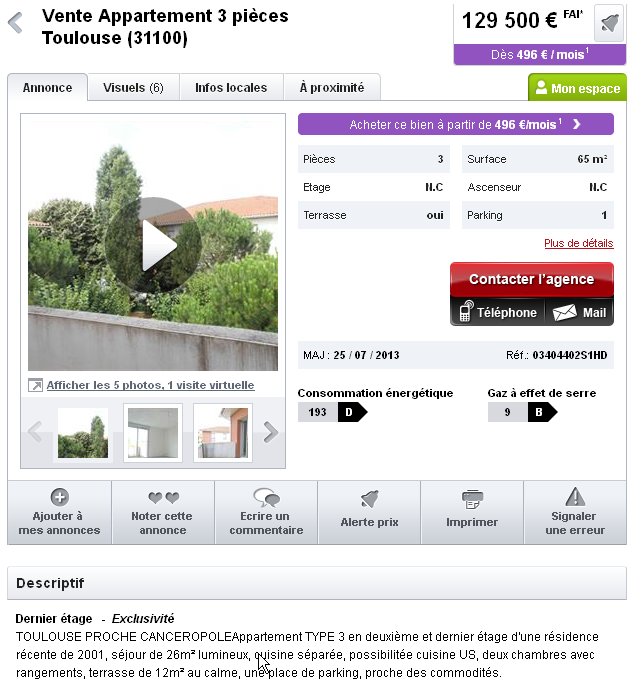 Vente Appartement 3 pièces
Toulouse (31100)
129 500 € FAI*
Dès 496 € / mois¹
Annonce
Visuels (6)
Infos locales
À proximité
Mon espace
Acheter ce bien à partir de 496 €/mois¹
Pièces 3
Surface 65 m²
Etage N.C
Ascenseur N.C
Terrasse oui
Parking 1
Plus de détails
Contacter l'agence
Téléphone
Mail
MAJ : 25 / 07 / 2013
Réf.: 03404402S1HD
Afficher les 5 photos, 1 visite virtuelle
Consommation énergétique
193 D
Gaz à effet de serre
9 B
Ajouter à
mes annonces
Noter cette
annonce
Ecrire un
commentaire
Alerte prix
Imprimer
Signaler
une erreur
Descriptif
Dernier étage - Exclusivité
TOULOUSE PROCHE CANCEROPOLEAppartement TYPE 3 en deuxième et dernier étage d'une résidence
récente de 2001, séjour de 26m² lumineux, cuisine séparée, possibilitée cuisine US, deux chambres avec
rangements, terrasse de 12m² au calme, une place de parking, proche des commodités.